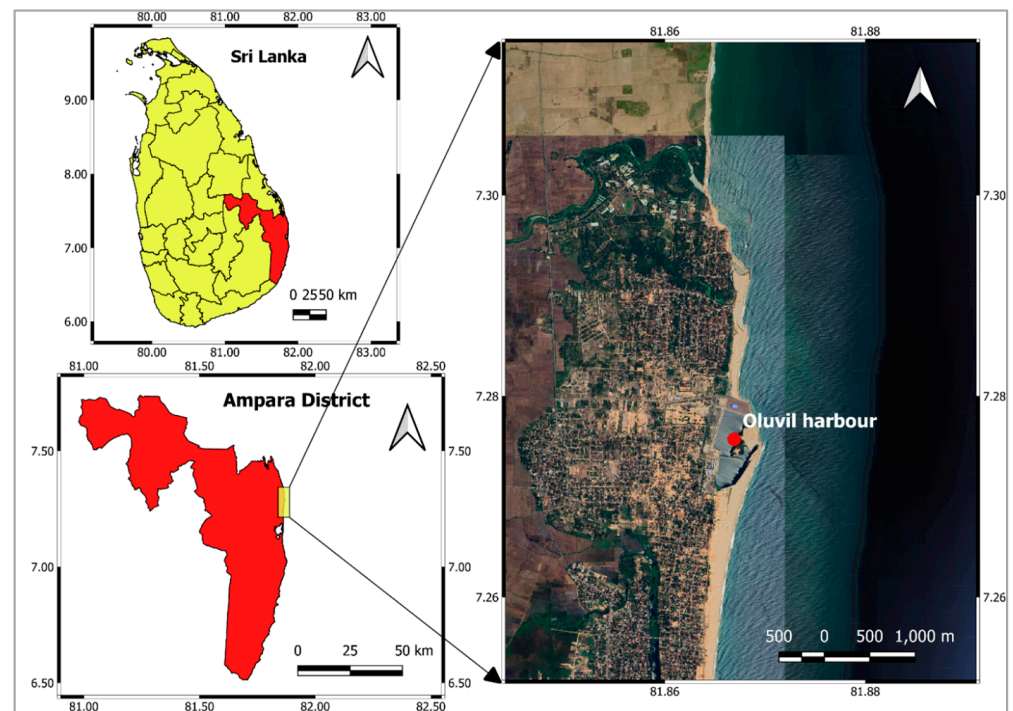 80.00 81.00 82.00 83.00
Sri Lanka
9.00
8.00
7.00
6.00
0 2550 km
80.00 81.00 82.00 83.00
81.00 81.50 82.00 82.50
Ampara District
7.50 7.50
7.00 7.00
0 25 50 km
6.50 6.50
81.00 81.50 82.00 82.50
81.86 81.88
7.30 7.30
7.28 7.28
Oluvil harbour
7.26 7.26
500 0 500 1,000 m
81.86 81.88